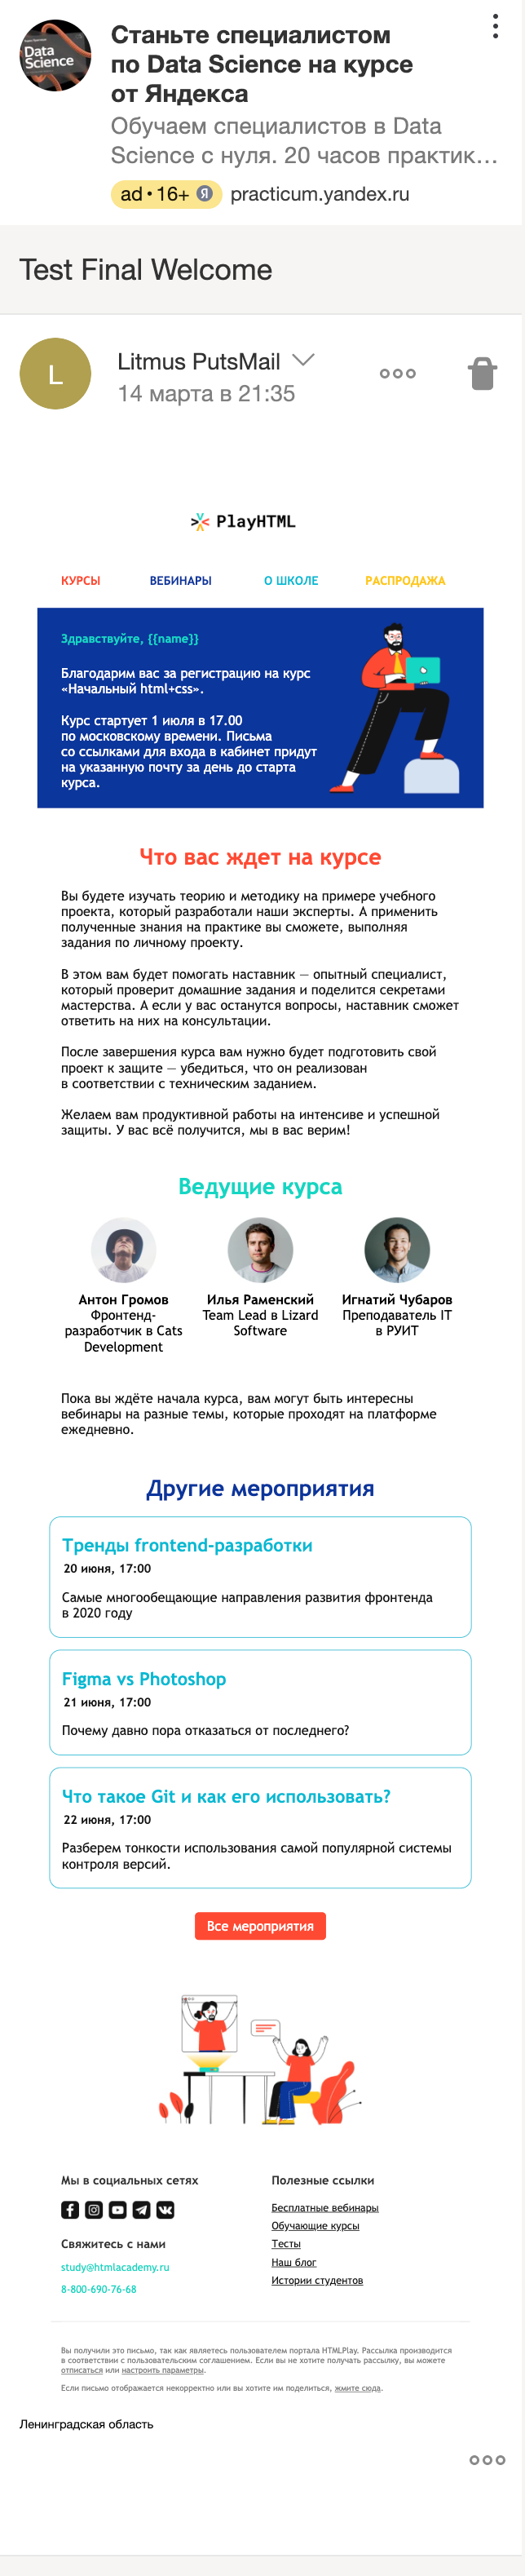 Data
Science
Станьте специалистом
по Data Science на курсе
от Яндекса
Обучаем специалистов в Data
Science с нуля. 20 часов практик...
ad • 16+ Я practicum.yandex.ru
Test Final Welcome
L
Litmus PutsMail
14 марта в 21:35
PlayHTML
КУРСЫ ВЕБИНАРЫ О ШКОЛЕ РАСПРОДАЖА
Здравствуйте, {{name}}
Благодарим вас за регистрацию на курс
«Начальный html+css».
Курс стартует 1 июля в 17.00
по московскому времени. Письма
со ссылками для входа в кабинет придут
на указанную почту за день до старта
курса.
Что вас ждет на курсе
Вы будете изучать теорию и методику на примере учебного
проекта, который разработали наши эксперты. А применить
полученные знания на практике вы сможете, выполняя
задания по личному проекту.
В этом вам будет помогать наставник — опытный специалист,
который проверит домашние задания и поделится секретами
мастерства. А если у вас останутся вопросы, наставник сможет
ответить на них на консультации.
После завершения курса вам нужно будет подготовить свой
проект к защите — убедиться, что он реализован
в соответствии с техническим заданием.
Желаем вам продуктивной работы на интенсиве и успешной
защиты. У вас всё получится, мы в вас верим!
Ведущие курса
Антон Громов
Фронтенд-
разработчик в Cats
Development
Илья Раменский
Team Lead в Lizard
Software
Игнатий Чубаров
Преподаватель IT
в РУИТ
Пока вы ждёте начала курса, вам могут быть интересны
вебинары на разные темы, которые проходят на платформе
ежедневно.
Другие мероприятия
Тренды frontend-разработки
20 июня, 17:00
Самые многообещающие направления развития фронтенда
в 2020 году
Figma vs Photoshop
21 июня, 17:00
Почему давно пора отказаться от последнего?
Что такое Git и как его использовать?
22 июня, 17:00
Разберем тонкости использования самой популярной системы
контроля версий.
Все мероприятия
Мы в социальных сетях
Свяжитесь с нами
study@htmlacademy.ru
8-800-690-76-68
Полезные ссылки
Бесплатные вебинары
Обучающие курсы
Тесты
Наш блог
Истории студентов
Вы получили это письмо, так как являетесь пользователем портала HTMLPlay. Рассылка производится
в соответствии с пользовательским соглашением. Если вы не хотите получать рассылку, вы можете
отписаться или настроить параметры.
Если письмо отображается некорректно или вы хотите им поделиться, жмите сюда.
Ленинградская область